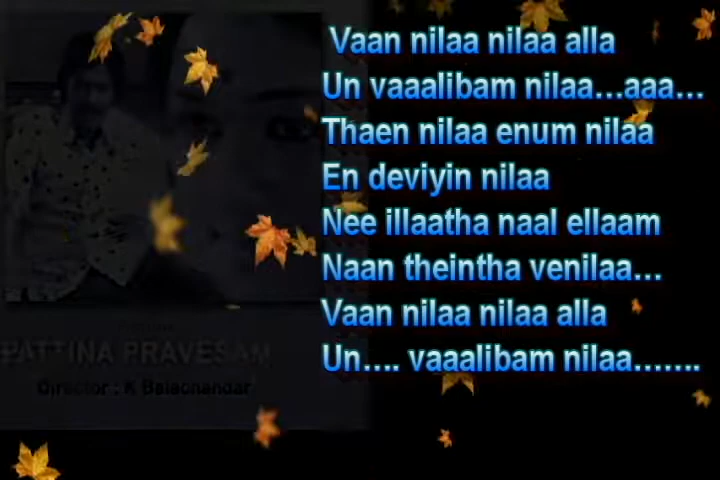 Vaan nilaa nilaa alla
Un vaaalibam nilaa...aaa...
Thaen nilaa enum nilaa
En deviyin nilaa
Nee illaatha naal ellaam
Naan theintha venilaa...
Vaan nilaa nilaa alla
Un.... vaaalibam nilaa.......
PATTINA PRAVESAM
Director : K Balachandar